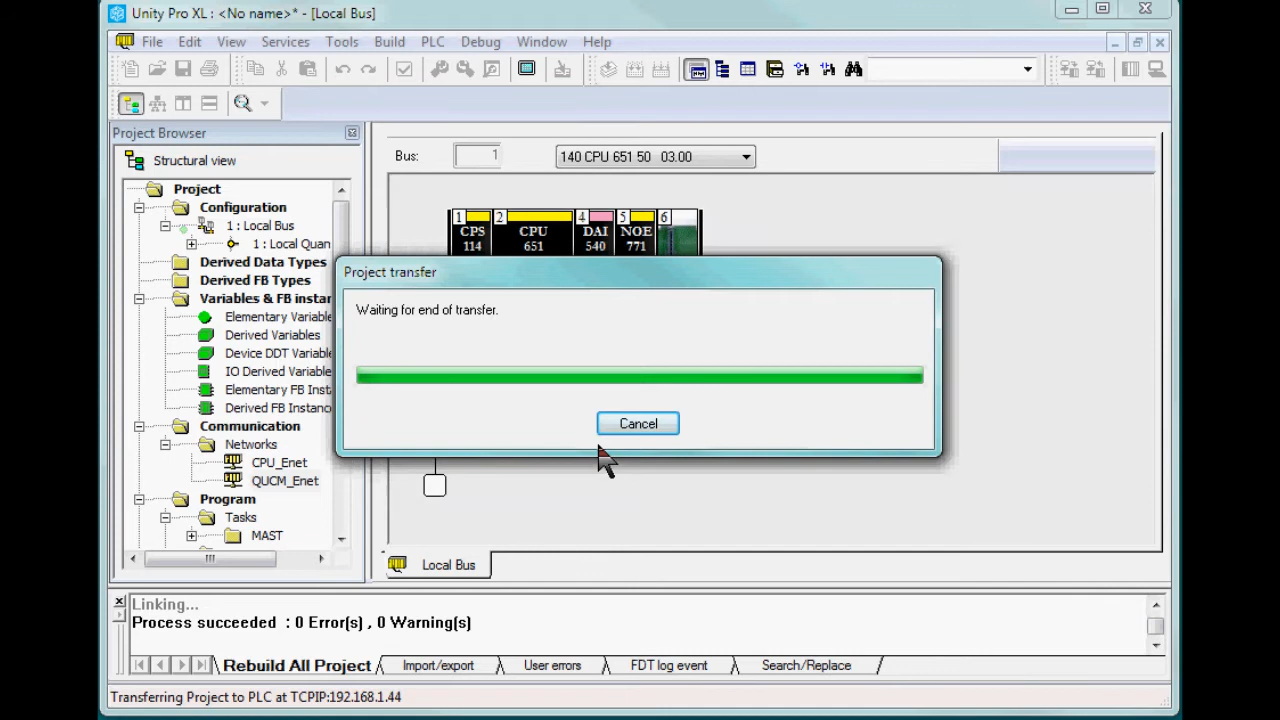 Unity Pro XL : <No name>* - [Local Bus]
File Edit View Services Tools Build PLC Debug Window Help
Project Browser
Structural view
Project
Configuration
1 : Local Bus
1 : Local Quan
Derived Data Types
Derived FB Types
Variables & FB instar
Elementary Variable
Derived Variables
Device DDT Variabl
IO Derived Variable
Elementary FB Inst
Derived FB Instanc
Communication
Networks
CPU_Enet
QUCM_Enet
Program
Tasks
MAST
Bus: 1 140 CPU 651 50 03.00
1 2 4 5 6
CPS CPU DAI NOE
114 651 540 771
Project transfer
Waiting for end of transfer.
Cancel
Local Bus
Linking...
Process succeeded : 0 Error(s) , 0 Warning(s)
Rebuild All Project Import/export User errors FDT log event Search/Replace
Transferring Project to PLC at TCPIP:192.168.1.44